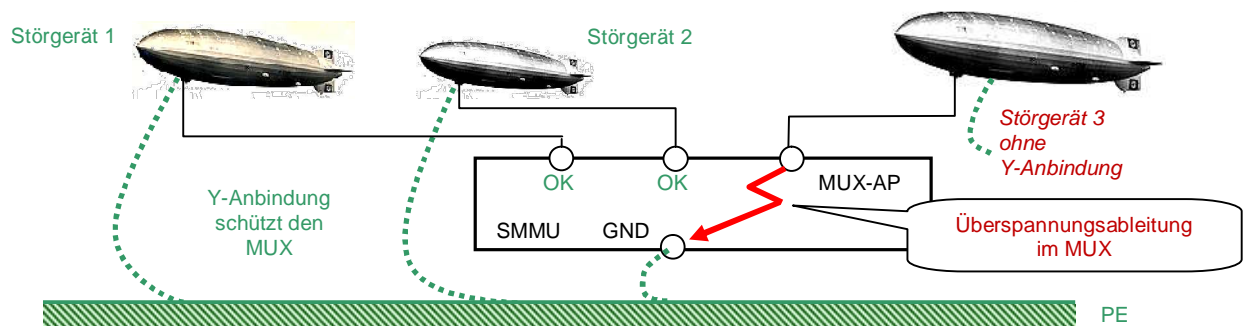 Störgerät 1
Störgerät 2
Störgerät 3
ohne
Y-Anbindung
OK
OK
MUX-AP
Y-Anbindung
schützt den
MUX
SMMU
GND
Überspannungsableitung
im MUX
PE